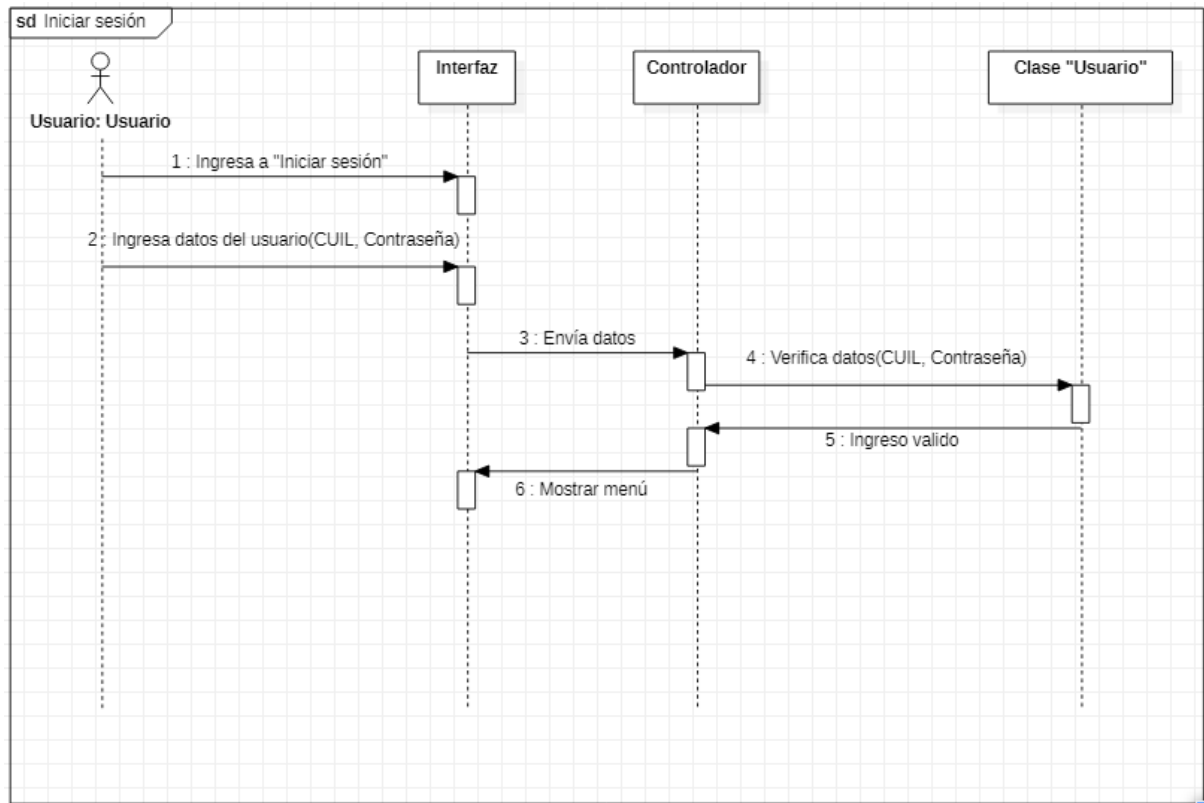 sd Iniciar sesión
Interfaz
Controlador
Clase "Usuario"
Usuario: Usuario
1 : Ingresa a "Iniciar sesión"
2 : Ingresa datos del usuario(CUIL, Contraseña)
3 : Envía datos
4 : Verifica datos(CUIL, Contraseña)
5 : Ingreso valido
6 : Mostrar menú